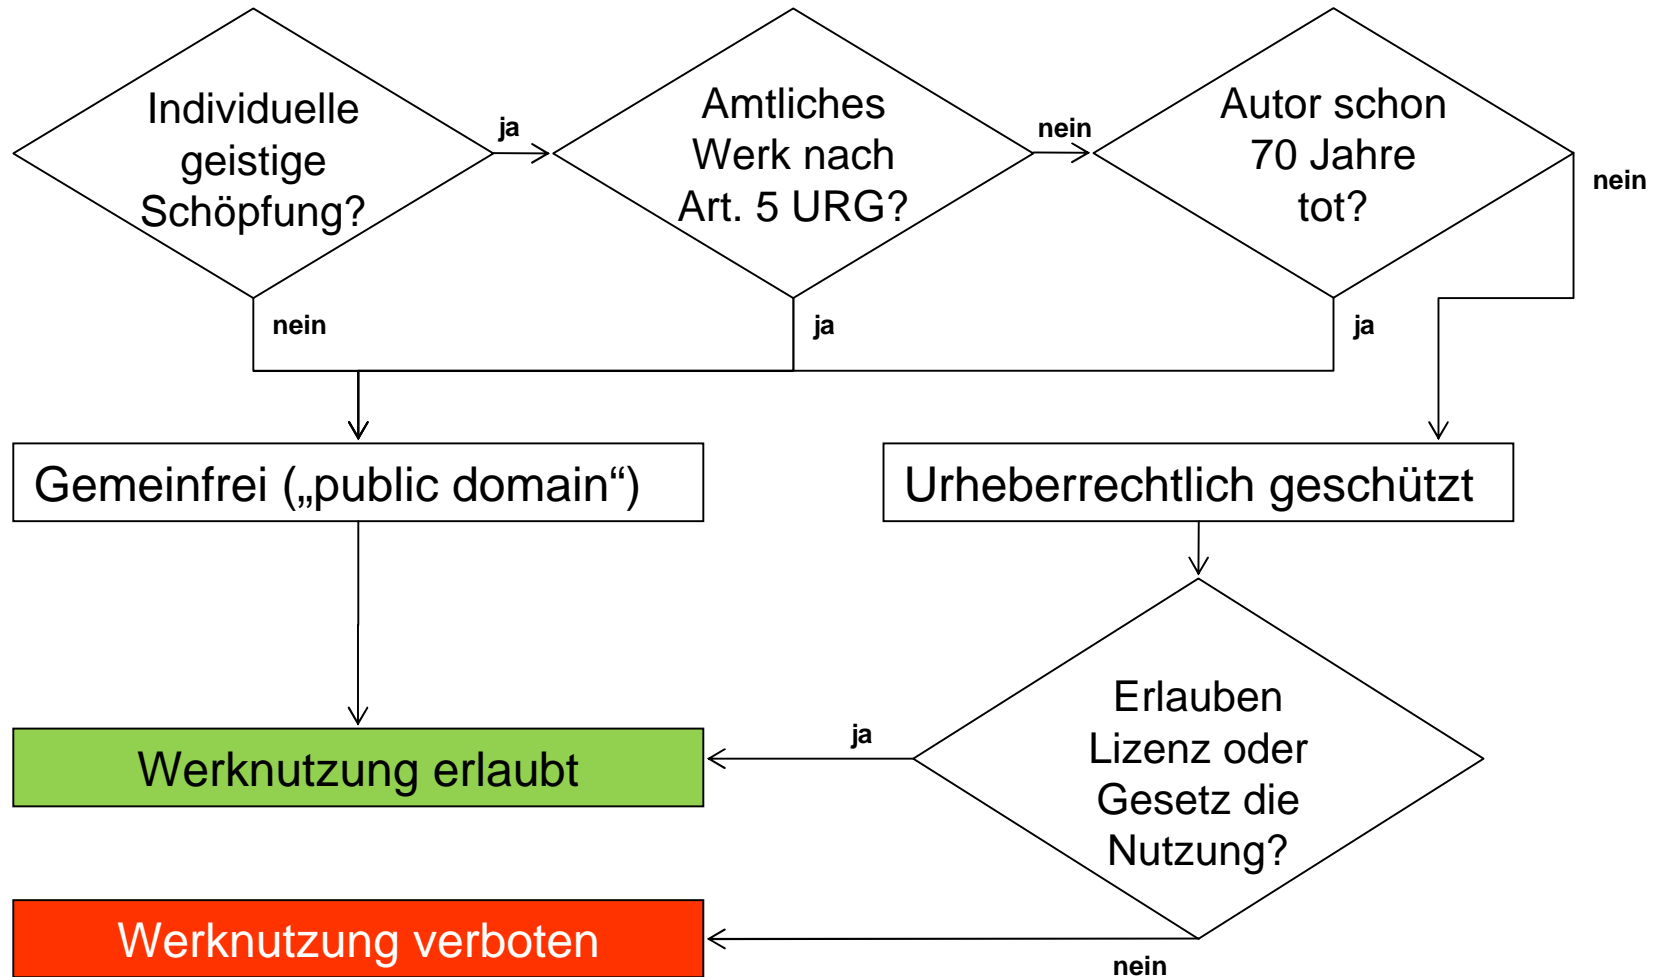 Individuelle
geistige
Schöpfung?
ja
Amtliches
Werk nach
Art. 5 URG?
nein
Autor schon
70 Jahre
tot?
nein
nein
ja
ja
Gemeinfrei („public domain“)
Urheberrechtlich geschützt
Erlauben
Lizenz oder
Gesetz die
Nutzung?
ja
Werknutzung erlaubt
nein
Werknutzung verboten